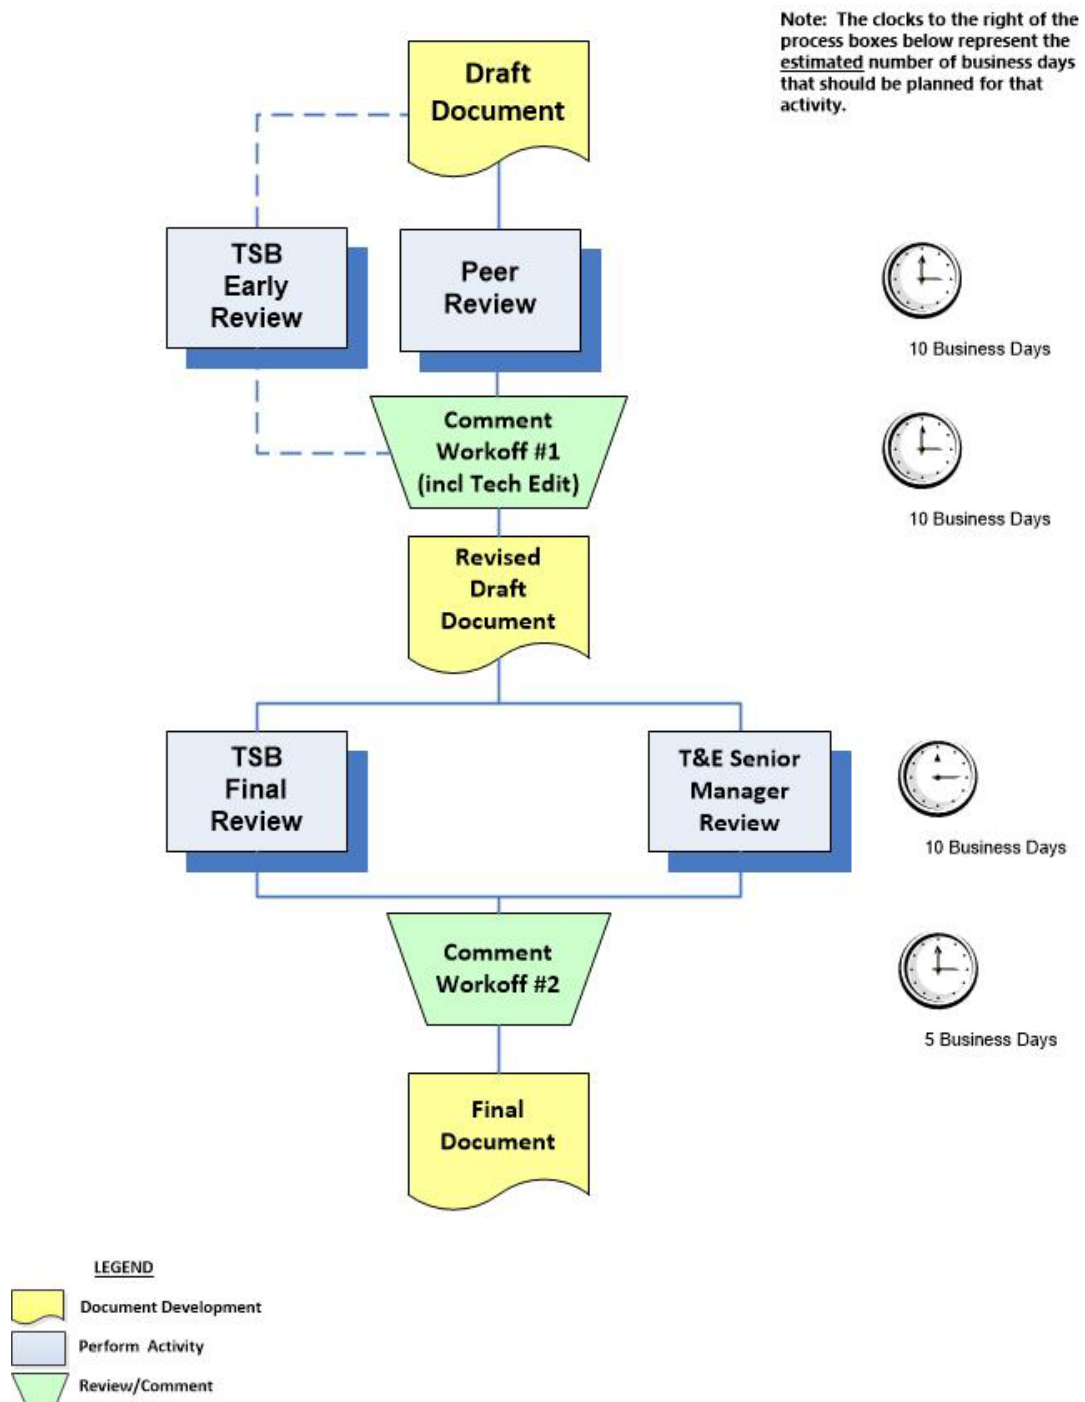 Note: The clocks to the right of the
process boxes below represent the
estimated number of business days
that should be planned for that
activity.
Draft
Document
TSB
Early
Review
Peer
Review
10 Business Days
Comment
Workoff #1
(incl Tech Edit)
10 Business Days
Revised
Draft
Document
TSB
Final
Review
T&E Senior
Manager
Review
10 Business Days
Comment
Workoff #2
5 Business Days
Final
Document
LEGEND
Document Development
Perform Activity
Review/Comment